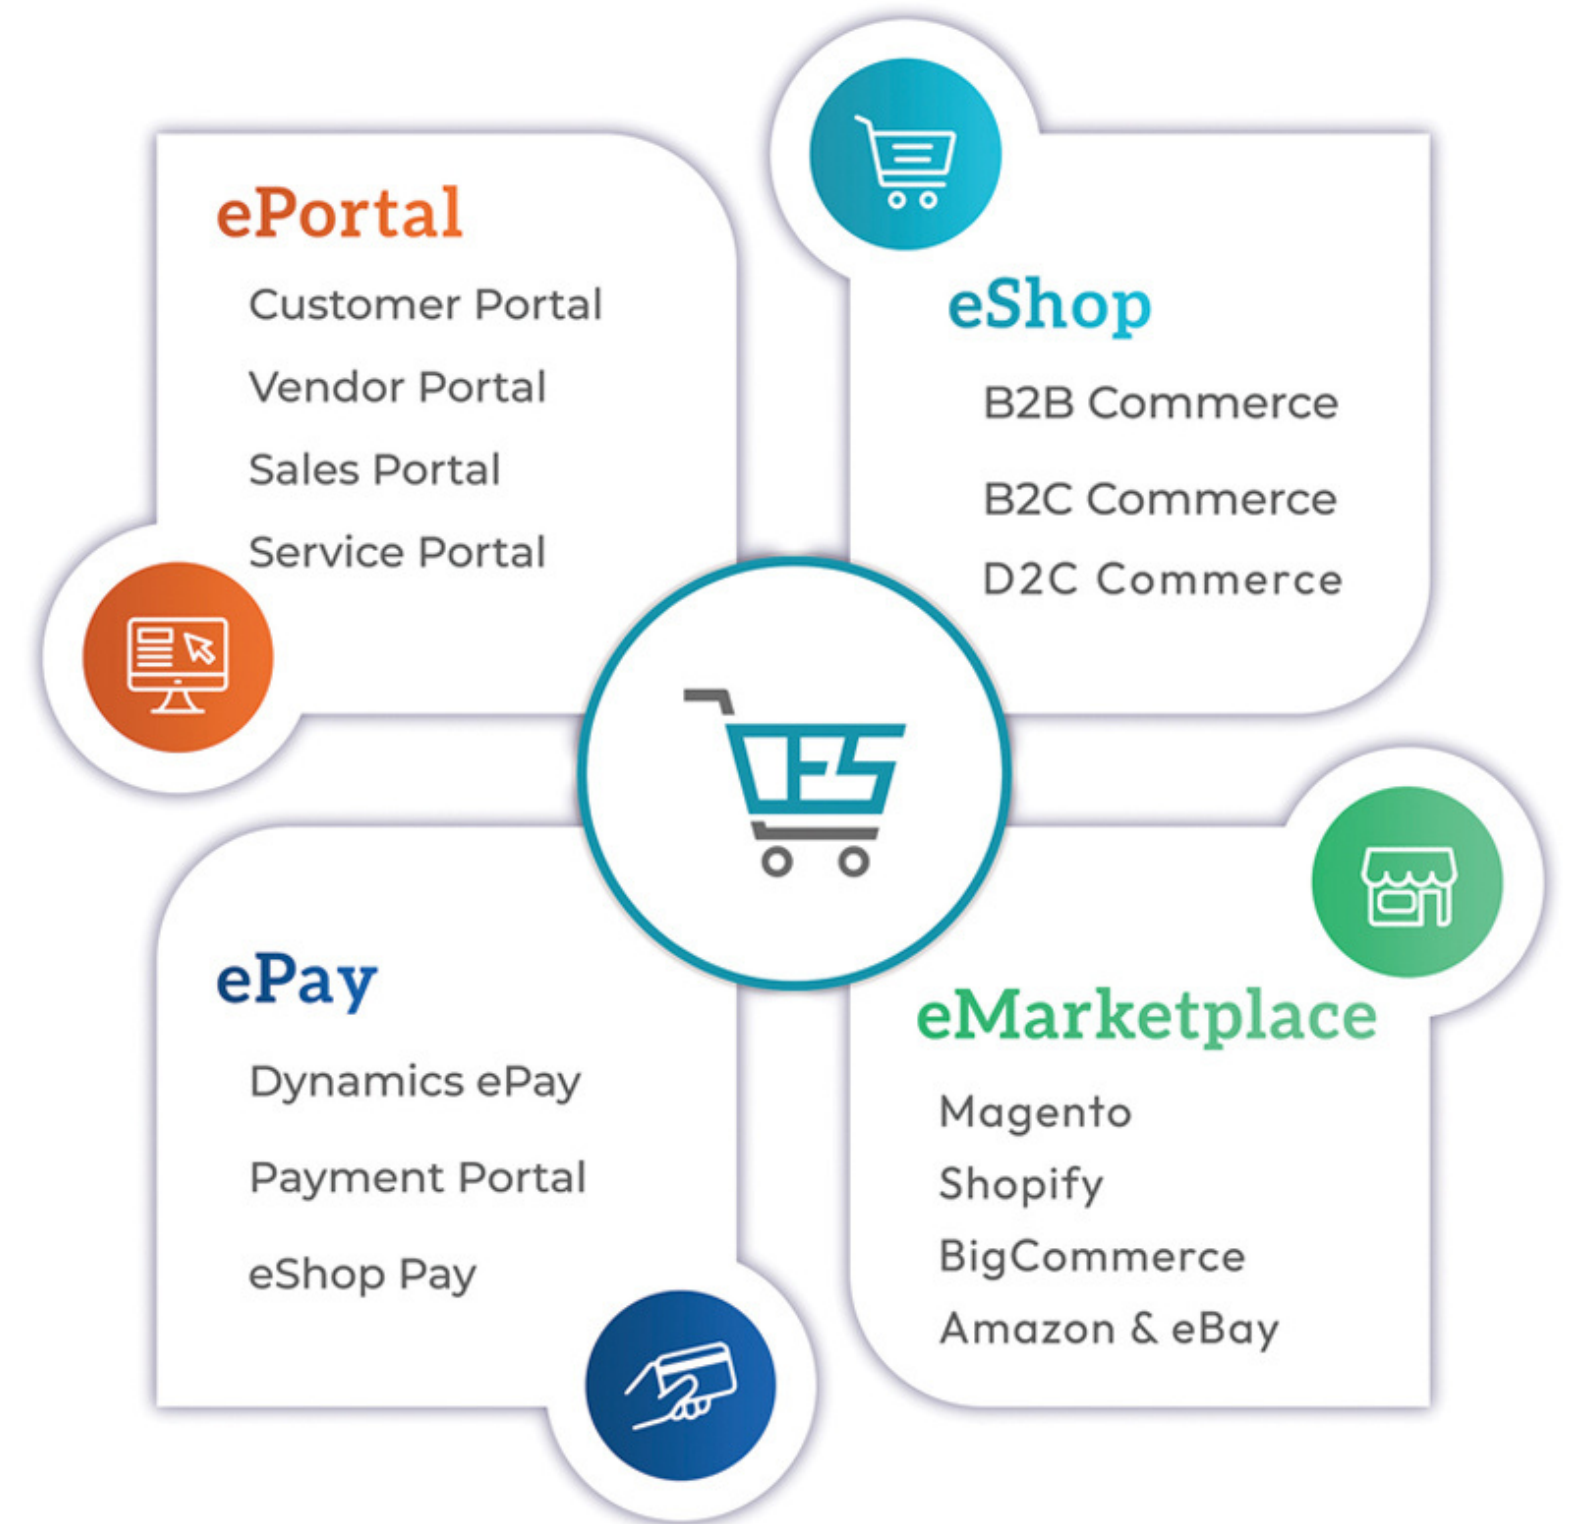 ePortal
Customer Portal
Vendor Portal
Sales Portal
Service Portal
eShop
B2B Commerce
B2C Commerce
D2C Commerce
ePay
Dynamics ePay
Payment Portal
eShop Pay
eMarketplace
Magento
Shopify
BigCommerce
Amazon & eBay